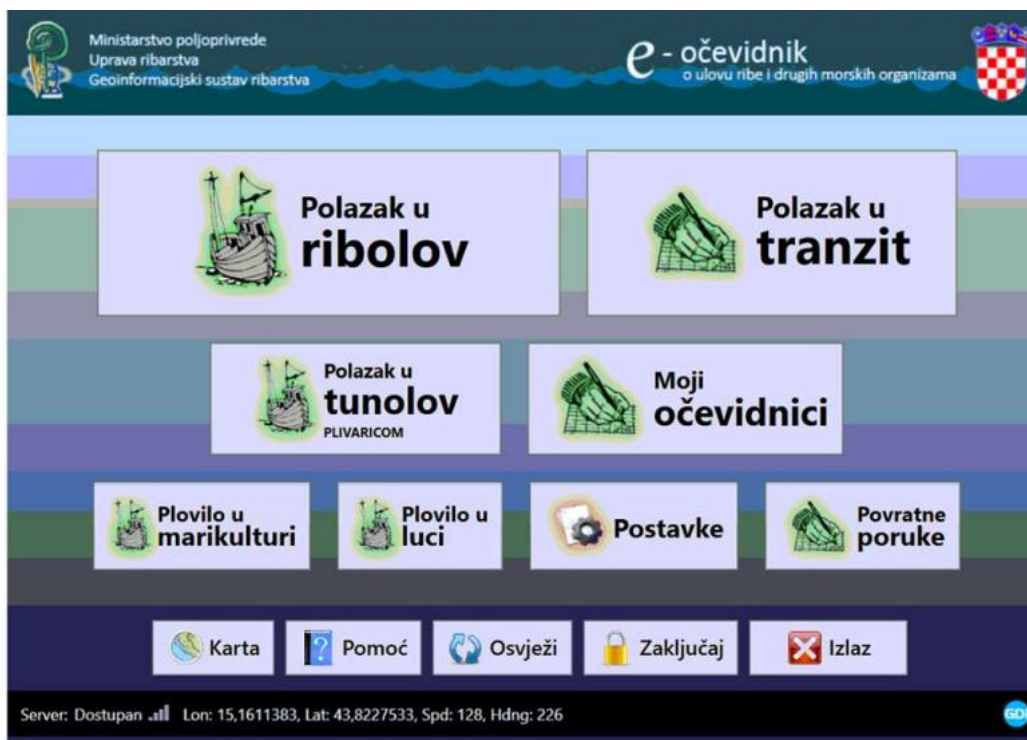 Ministarstvo poljoprivrede
Uprava ribarstva
Geoinformacijski sustav ribarstva
e - očevidnik
o ulovu ribe i drugih morskih organizama
Polazak u
ribolov
Polazak u
tranzit
Polazak u
tunolov
PLIVARICOM
Moji
očevidnici
Plovilo u
marikulturi
Plovilo u
luci
Postavke
Povratne
poruke
Karta
Pomoć
Osvježi
Zaključaj
Izlaz
Server: Dostupan Lon: 15,1611383, Lat: 43,8227533, Spd: 128, Hdng: 226